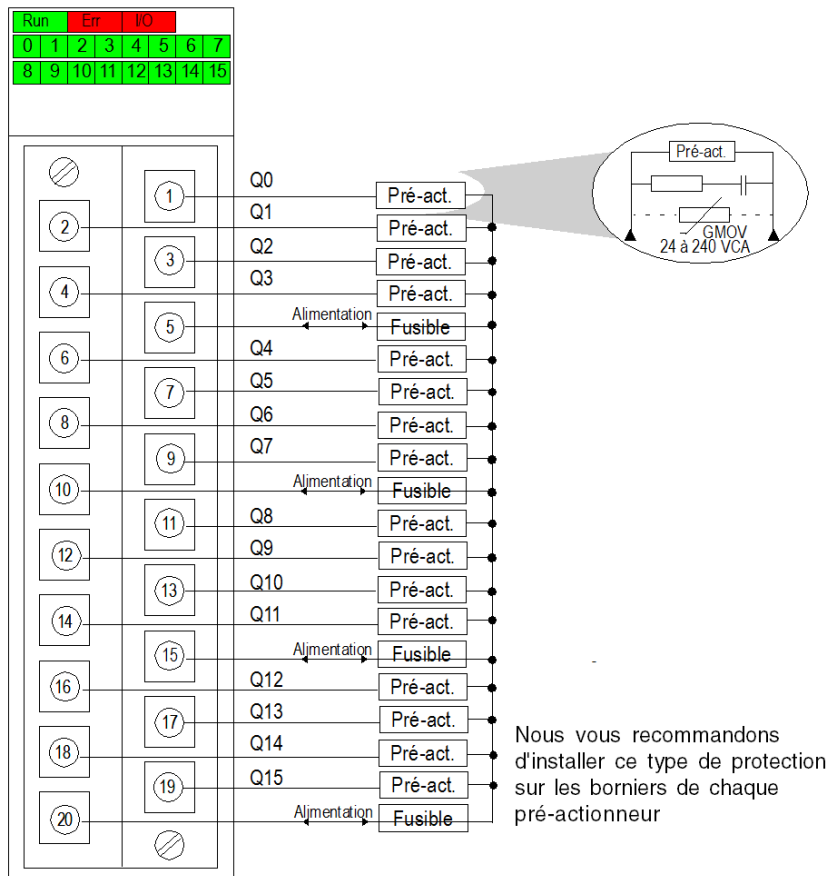 Run Err I/O
0 1 2 3 4 5 6 7
8 9 10 11 12 13 14 15
Pré-act.
GMOV
24 à 240 VCA
1 Q0 Pré-act.
2 Q1 Pré-act.
3 Q2 Pré-act.
4 Q3 Pré-act.
5 Alimentation Fusible
6 Q4 Pré-act.
7 Q5 Pré-act.
8 Q6 Pré-act.
9 Q7 Pré-act.
10 Alimentation Fusible
11 Q8 Pré-act.
12 Q9 Pré-act.
13 Q10 Pré-act.
14 Q11 Pré-act.
15 Alimentation Fusible
16 Q12 Pré-act.
17 Q13 Pré-act.
18 Q14 Pré-act.
19 Q15 Pré-act.
20 Alimentation Fusible
Nous vous recommandons
d'installer ce type de protection
sur les borniers de chaque
pré-actionneur